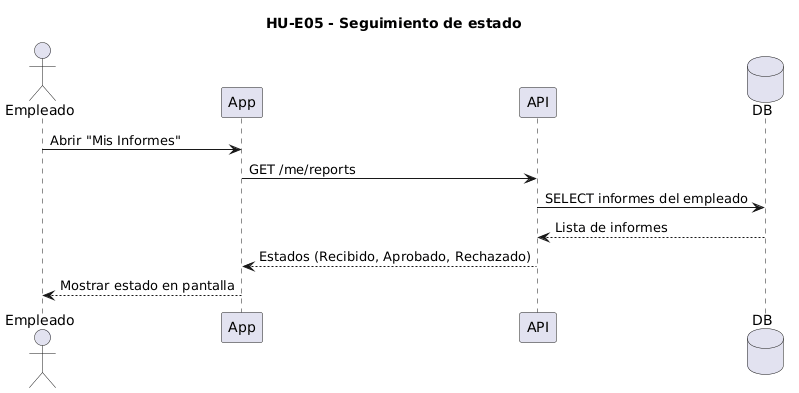 HU-E05 - Seguimiento de estado
Empleado
App
API
DB
Abrir "Mis Informes"
GET /me/reports
SELECT informes del empleado
Lista de informes
Estados (Recibido, Aprobado, Rechazado)
Mostrar estado en pantalla
Empleado
App
API
DB